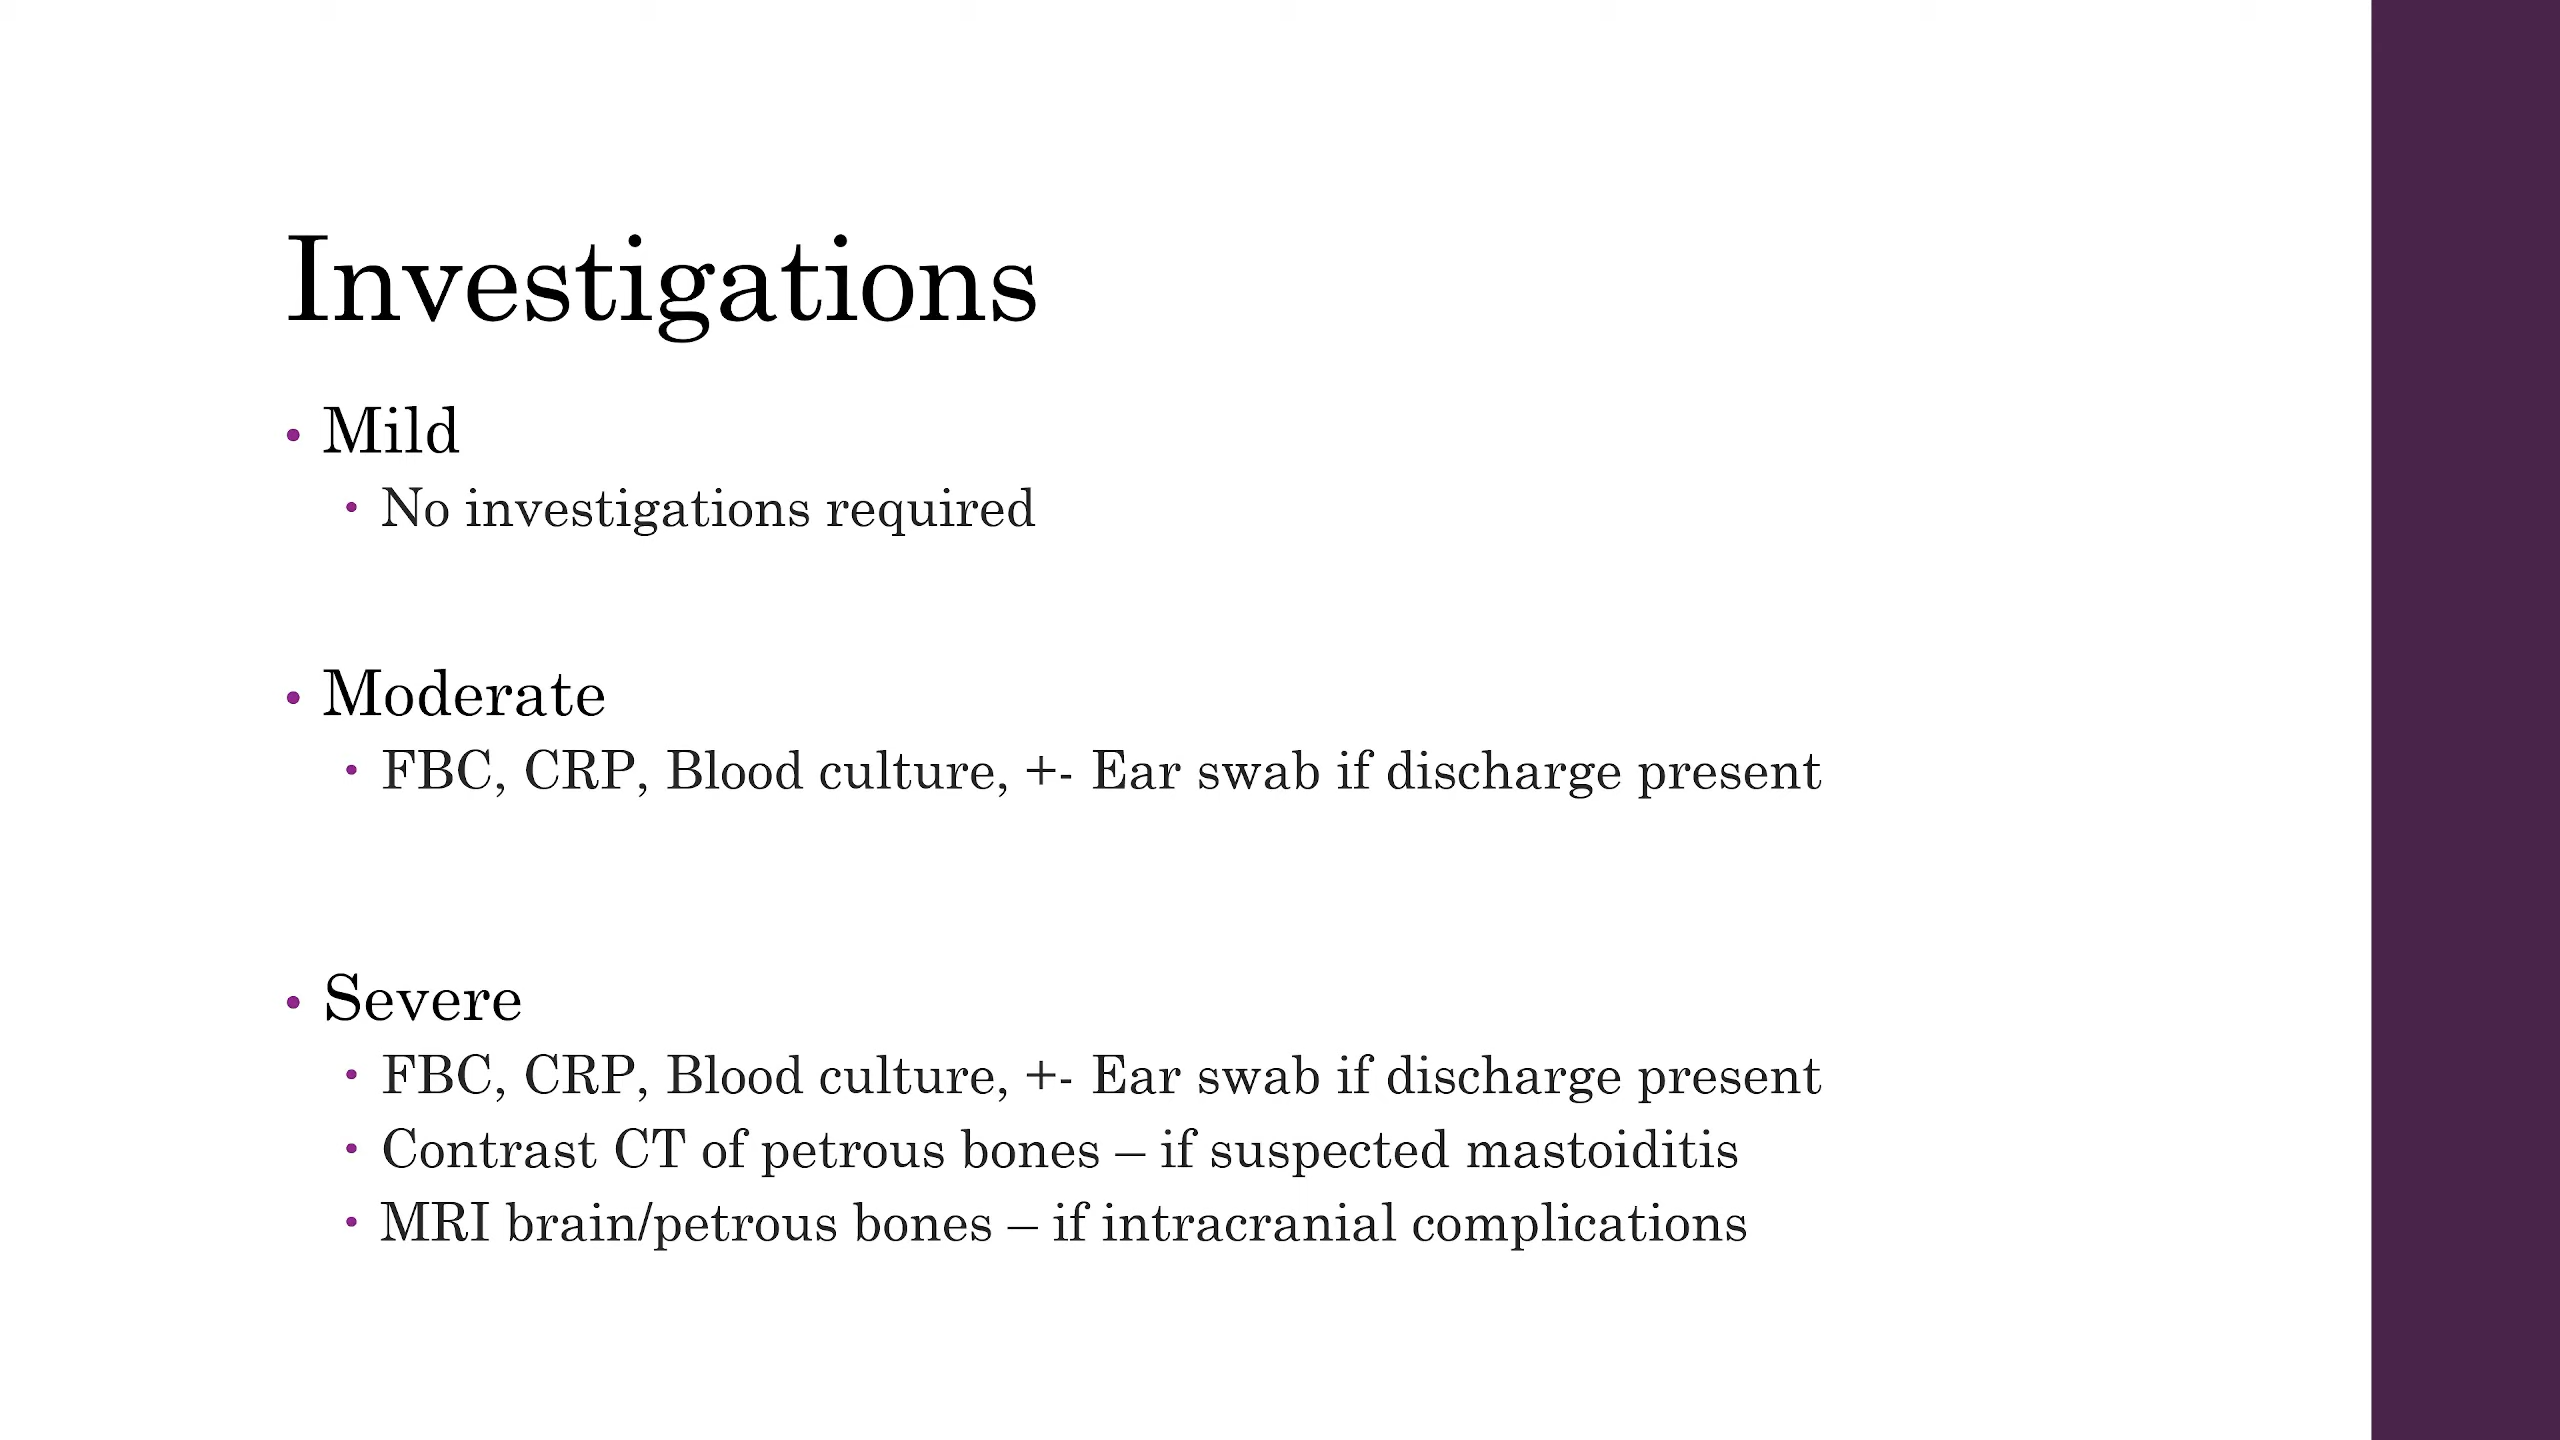 Investigations
• Mild
• No investigations required
• Moderate
• FBC, CRP, Blood culture, +- Ear swab if discharge present
• Severe
• FBC, CRP, Blood culture, +- Ear swab if discharge present
• Contrast CT of petrous bones – if suspected mastoiditis
• MRI brain/petrous bones – if intracranial complications